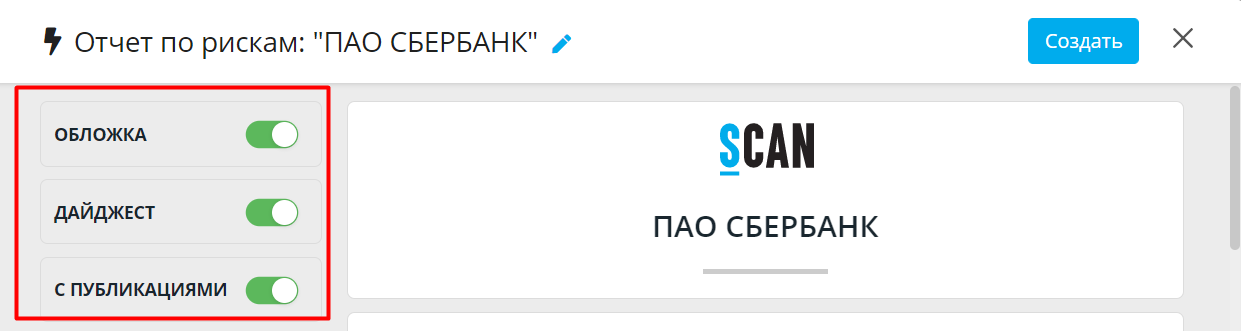 Отчет по рискам: "ПАО СБЕРБАНК"
Создать
ОБЛОЖКА
ДАЙДЖЕСТ
С ПУБЛИКАЦИЯМИ
SCAN
ПАО СБЕРБАНК